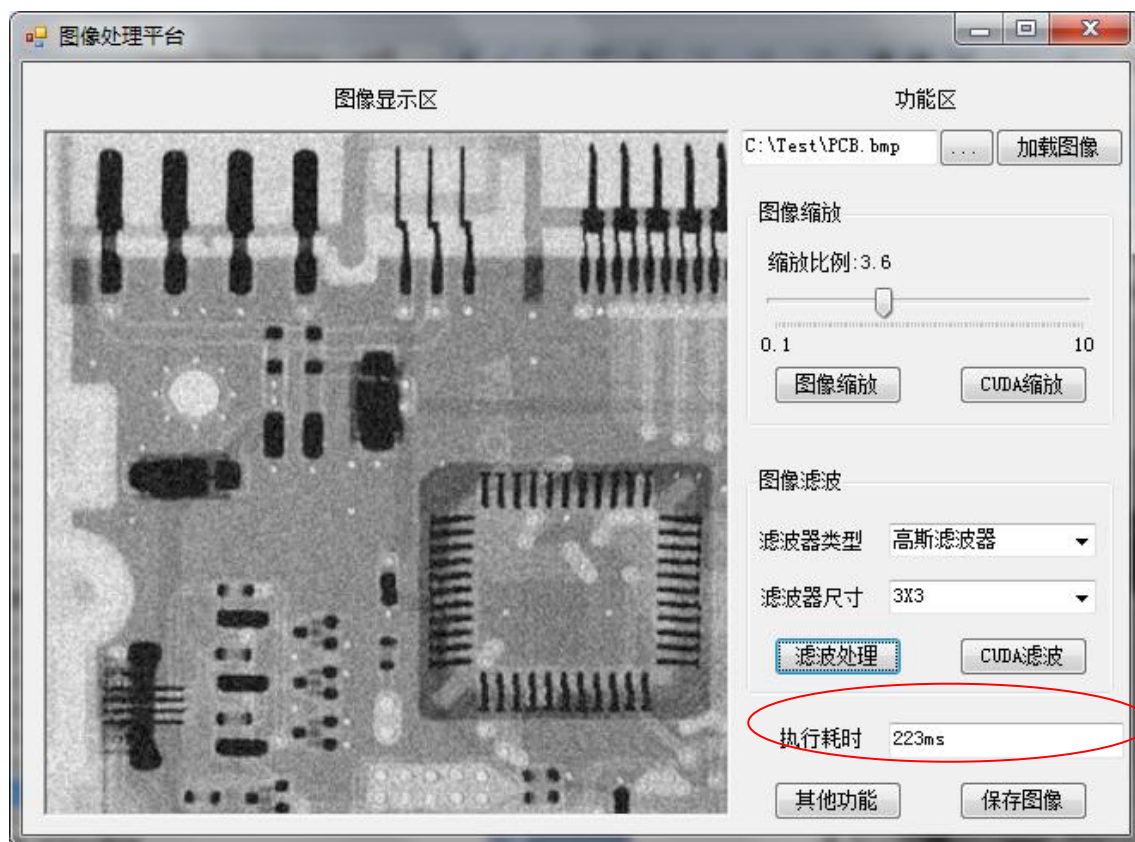 图像处理平台
图像显示区
功能区
C:\Test\PCB.bmp
...
加载图像
图像缩放
缩放比例:3.6
0.1
10
图像缩放
CUDA缩放
图像滤波
滤波器类型
高斯滤波器
滤波器尺寸
3X3
滤波处理
CUDA滤波
执行耗时
223ms
其他功能
保存图像